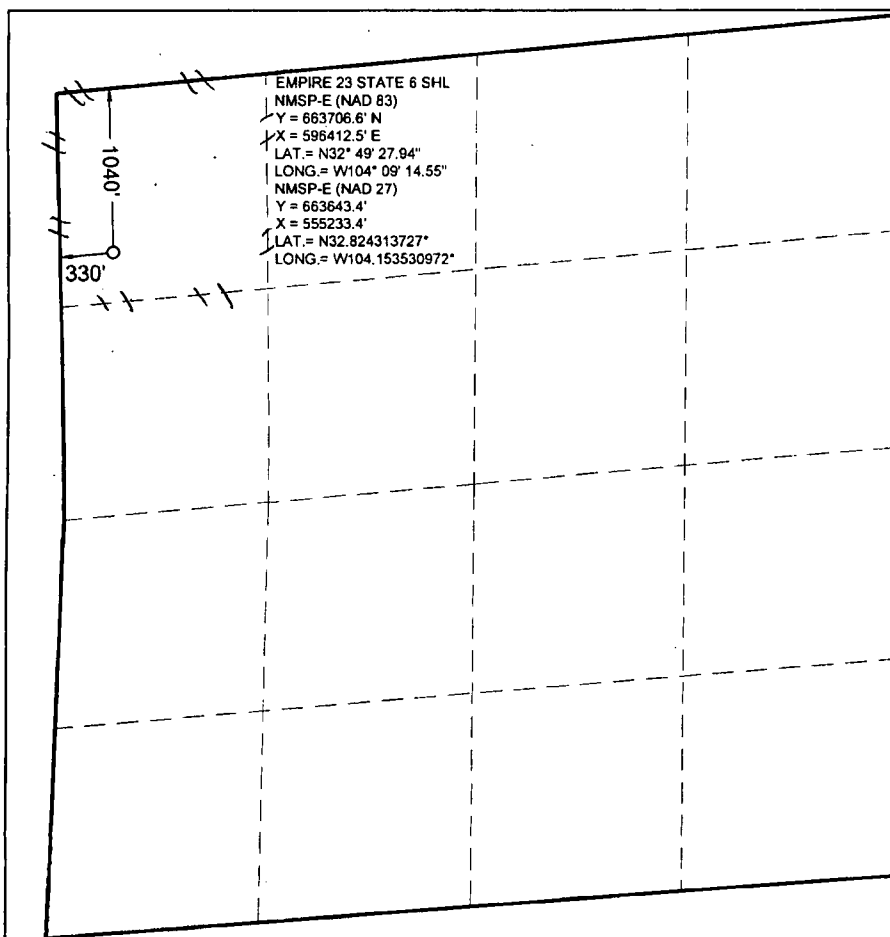 EMPIRE 23 STATE 6 SHL
NMSP-E (NAD 83)
Y = 663706.6' N
X = 596412.5' E
LAT.= N32° 49' 27.94"
LONG.= W104° 09' 14.55"
NMSP-E (NAD 27)
Y = 663643.4'
X = 555233.4'
LAT.= N32.824313727°
LONG.= W104.153530972°
1040'
330'